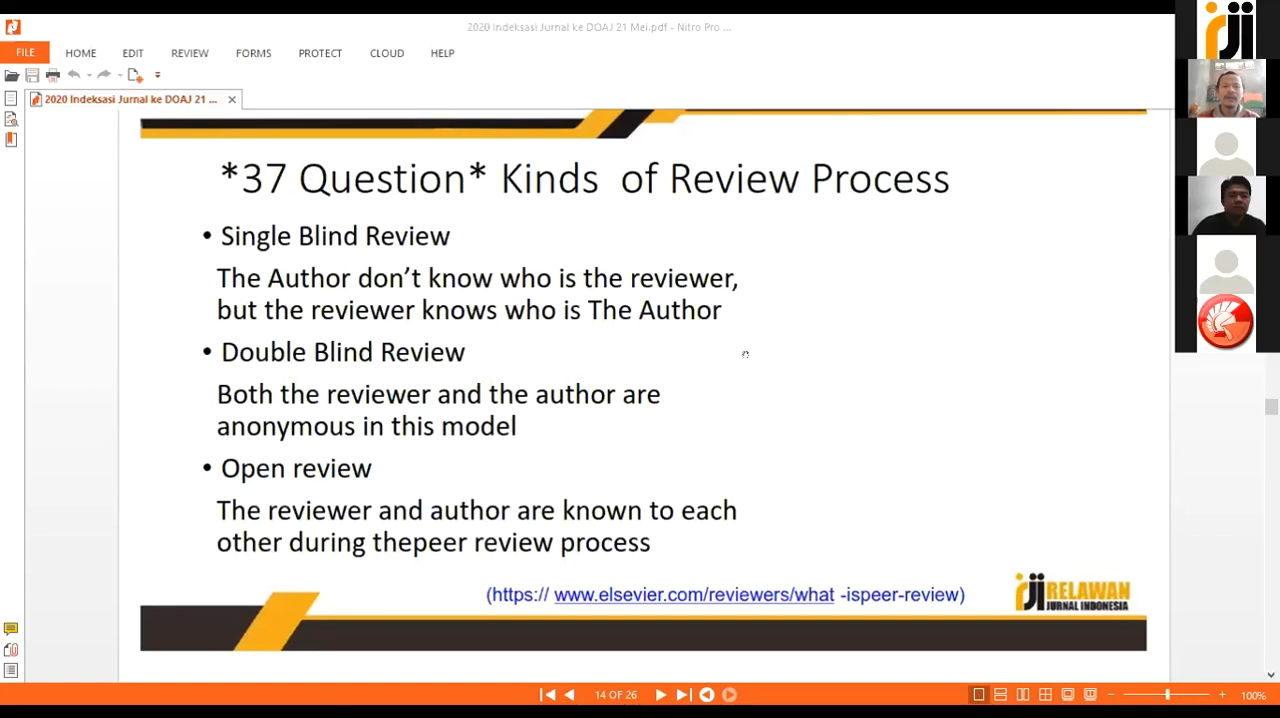 2020 Indeksasi Jurnal ke DOAJ 21 Mei.pdf - Nitro Pro ...
FILE HOME EDIT REVIEW FORMS PROTECT CLOUD HELP
2020 Indeksasi Jurnal ke DOAJ 21 ...
*37 Question* Kinds of Review Process
• Single Blind Review
The Author don’t know who is the reviewer,
but the reviewer knows who is The Author
• Double Blind Review
Both the reviewer and the author are
anonymous in this model
• Open review
The reviewer and author are known to each
other during thepeer review process
(https:// www.elsevier.com/reviewers/what -ispeer-review)
rji RELAWAN
JURNAL INDONESIA
14 OF 26
100%
rji